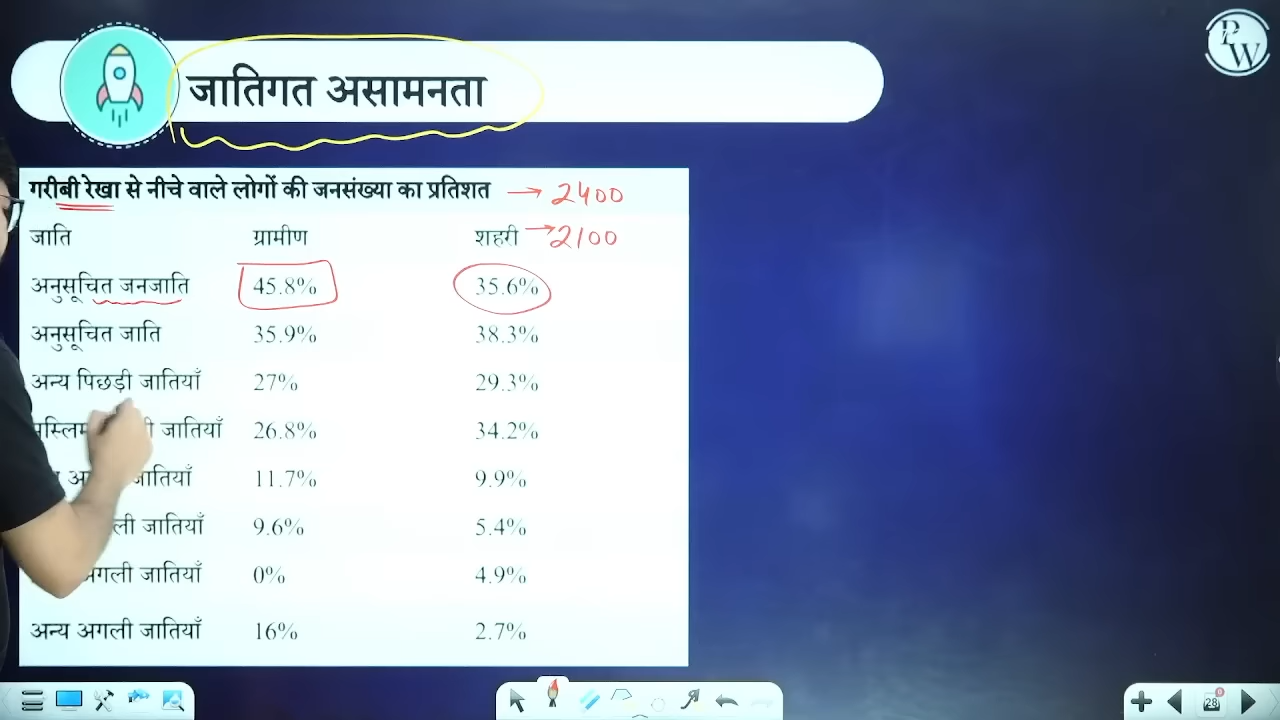 PW
जातिगत असामनता
गरीबी रेखा से नीचे वाले लोगों की जनसंख्या का प्रतिशत → 2400
जाति ग्रामीण शहरी → 2100
अनुसूचित जनजाति 45.8% 35.6%
अनुसूचित जाति 35.9% 38.3%
अन्य पिछड़ी जातियाँ 27% 29.3%
जातियाँ 26.8% 34.2%
11.7% 9.9%
जातियाँ 9.6% 5.4%
अगली जातियाँ 0% 4.9%
अन्य अगली जातियाँ 16% 2.7%
28